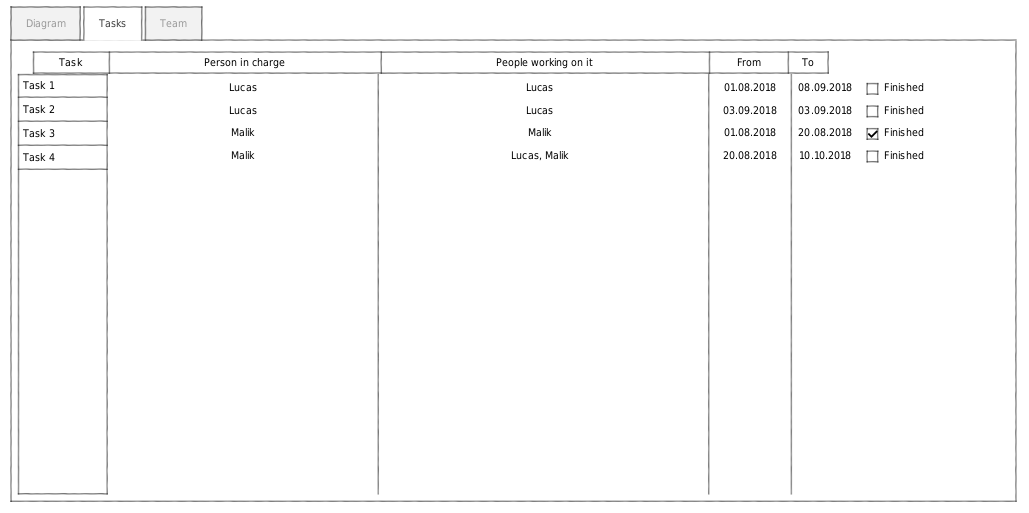 Diagram Tasks Team
Task Person in charge People working on it From To
Task 1 Lucas Lucas 01.08.2018 08.09.2018 Finished
Task 2 Lucas Lucas 03.09.2018 03.09.2018 Finished
Task 3 Malik Malik 01.08.2018 20.08.2018 Finished
Task 4 Malik Lucas, Malik 20.08.2018 10.10.2018 Finished